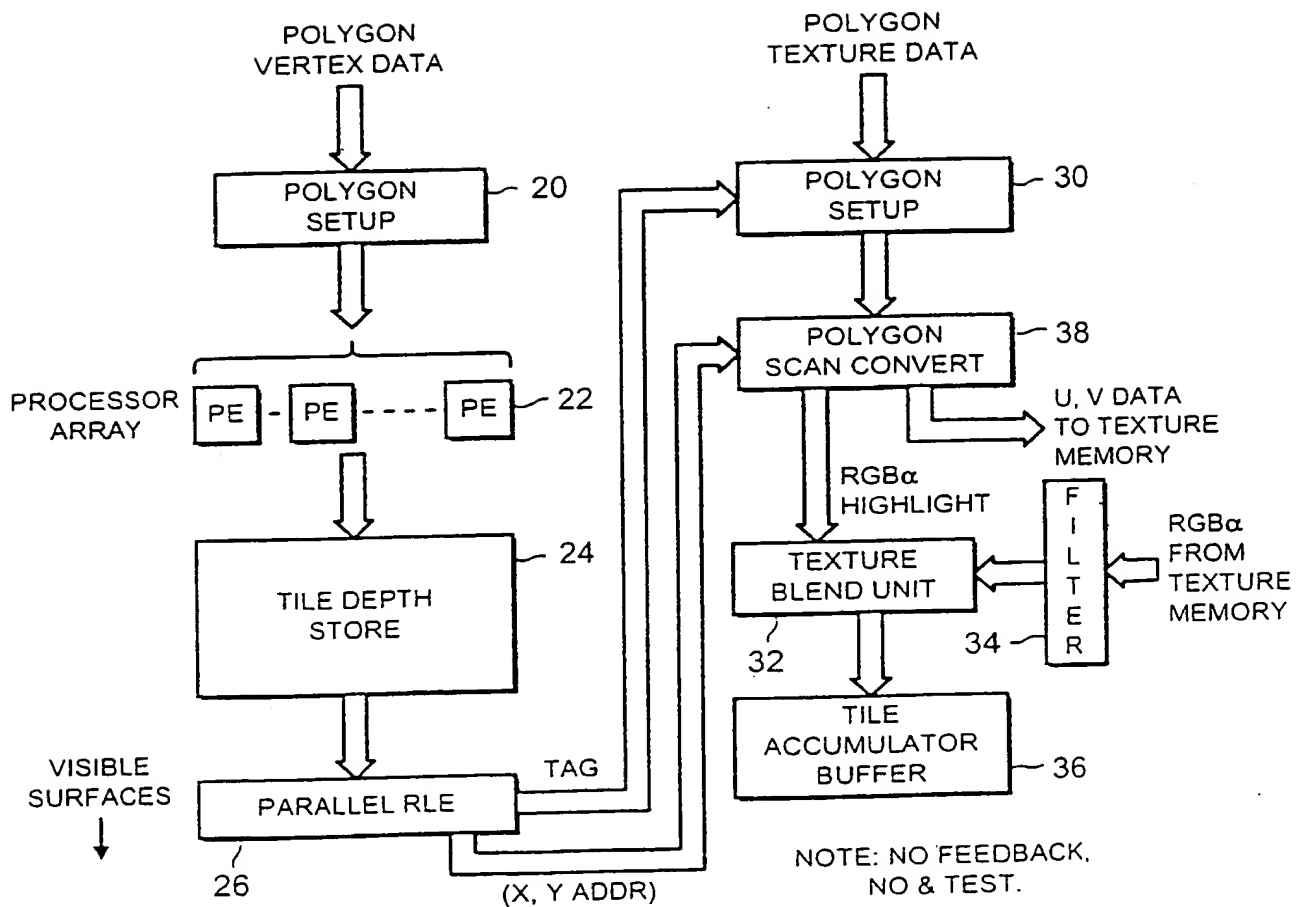 POLYGON
VERTEX DATA
POLYGON
SETUP
20
PROCESSOR
ARRAY
PE
PE
PE
22
TILE DEPTH
STORE
24
VISIBLE
SURFACES
PARALLEL RLE
26
TAG
(X, Y ADDR)
POLYGON
TEXTURE DATA
POLYGON
SETUP
30
POLYGON
SCAN CONVERT
38
U, V DATA
TO TEXTURE
MEMORY
RGBα
HIGHLIGHT
TEXTURE
BLEND UNIT
32
FILTER
34
RGBα
FROM
TEXTURE
MEMORY
TILE
ACCUMULATOR
BUFFER
36
NOTE: NO FEEDBACK,
NO & TEST.